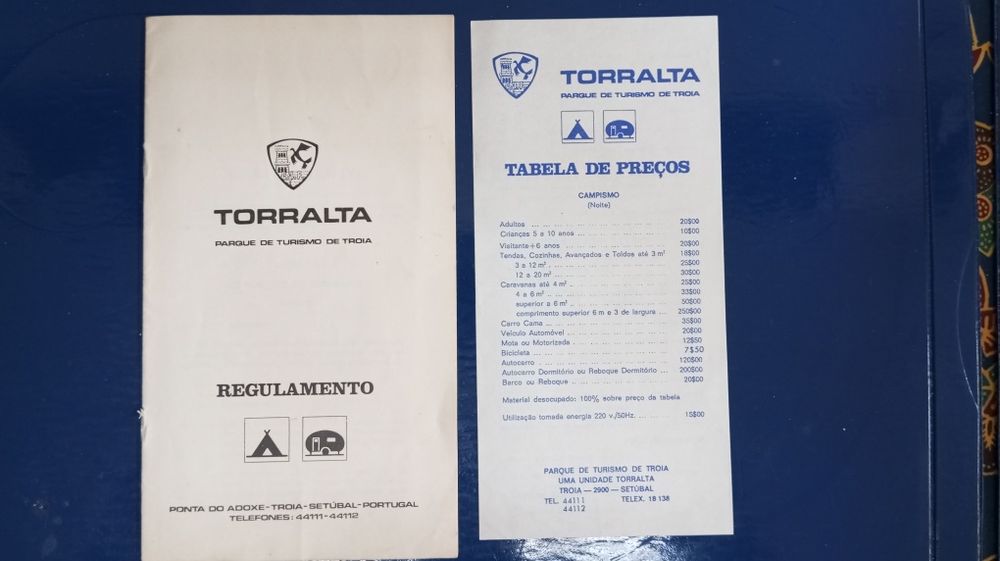 TORRALTA
PARQUE DE TURISMO DE TROIA
REGULAMENTO
PONTA DO ADOXE-TROIA-SETÚBAL-PORTUGAL
TELEFONES: 44111-44112
TORRALTA
PARQUE DE TURISMO DE TROIA
TABELA DE PREÇOS
CAMPISMO
(Noite)
Adultos ... 20$00
Crianças 5 a 10 anos ... 10$00
Visitante + 6 anos ... 20$00
Tendas, Cozinhas, Avançados e Toldos até 3 m² 18$00
3 a 12 m² ... 25$00
12 a 20 m² ... 30$00
Caravanas até 4 m² ... 25$00
4 a 6 m² ... 33$00
superior a 6 m² ... 50$00
comprimento superior 6 m e 3 de largura ... 250$00
Carro Cama ... 35$00
Veículo Automóvel ... 20$00
Mota ou Motorizada ... 12$50
Bicicleta ... 7$50
Autocarro ... 120$00
Autocarro Dormitório ou Reboque Dormitório ... 200$00
Barco ou Reboque ... 20$00
Material desocupado: 100% sobre preço da tabela
Utilização tomada energia 220 v./50Hz. ... 15$00
PARQUE DE TURISMO DE TROIA
UMA UNIDADE TORRALTA
TROIA — 2900 — SETÚBAL
TEL. 44111 TELEX. 18 138
44112